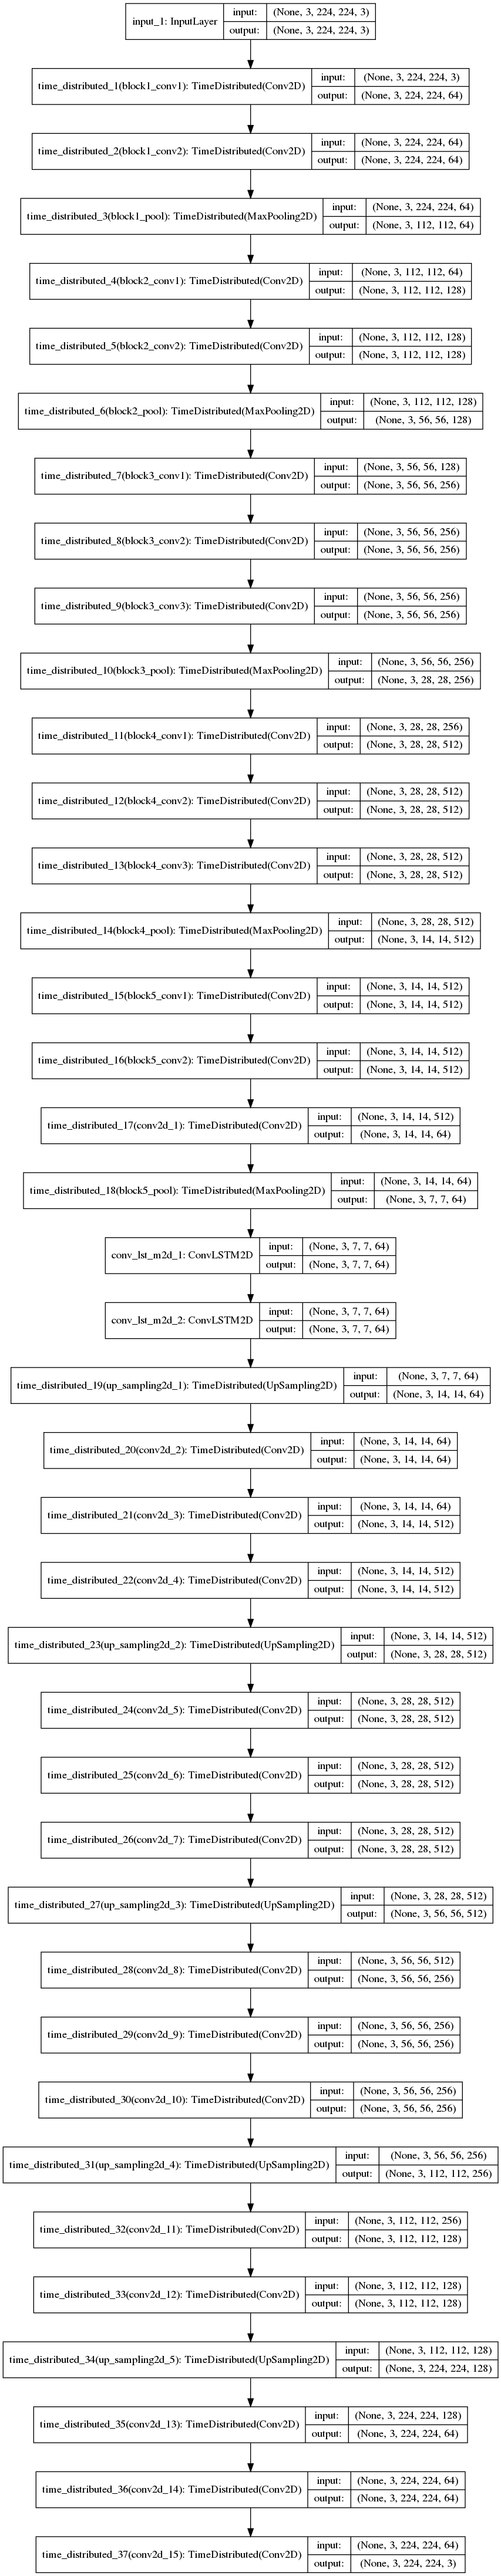 input_1: InputLayer
input: (None, 3, 224, 224, 3)
output: (None, 3, 224, 224, 3)
time_distributed_1(block1_conv1): TimeDistributed(Conv2D)
input: (None, 3, 224, 224, 3)
output: (None, 3, 224, 224, 64)
time_distributed_2(block1_conv2): TimeDistributed(Conv2D)
input: (None, 3, 224, 224, 64)
output: (None, 3, 224, 224, 64)
time_distributed_3(block1_pool): TimeDistributed(MaxPooling2D)
input: (None, 3, 224, 224, 64)
output: (None, 3, 112, 112, 64)
time_distributed_4(block2_conv1): TimeDistributed(Conv2D)
input: (None, 3, 112, 112, 64)
output: (None, 3, 112, 112, 128)
time_distributed_5(block2_conv2): TimeDistributed(Conv2D)
input: (None, 3, 112, 112, 128)
output: (None, 3, 112, 112, 128)
time_distributed_6(block2_pool): TimeDistributed(MaxPooling2D)
input: (None, 3, 112, 112, 128)
output: (None, 3, 56, 56, 128)
time_distributed_7(block3_conv1): TimeDistributed(Conv2D)
input: (None, 3, 56, 56, 128)
output: (None, 3, 56, 56, 256)
time_distributed_8(block3_conv2): TimeDistributed(Conv2D)
input: (None, 3, 56, 56, 256)
output: (None, 3, 56, 56, 256)
time_distributed_9(block3_conv3): TimeDistributed(Conv2D)
input: (None, 3, 56, 56, 256)
output: (None, 3, 56, 56, 256)
time_distributed_10(block3_pool): TimeDistributed(MaxPooling2D)
input: (None, 3, 56, 56, 256)
output: (None, 3, 28, 28, 256)
time_distributed_11(block4_conv1): TimeDistributed(Conv2D)
input: (None, 3, 28, 28, 256)
output: (None, 3, 28, 28, 512)
time_distributed_12(block4_conv2): TimeDistributed(Conv2D)
input: (None, 3, 28, 28, 512)
output: (None, 3, 28, 28, 512)
time_distributed_13(block4_conv3): TimeDistributed(Conv2D)
input: (None, 3, 28, 28, 512)
output: (None, 3, 28, 28, 512)
time_distributed_14(block4_pool): TimeDistributed(MaxPooling2D)
input: (None, 3, 28, 28, 512)
output: (None, 3, 14, 14, 512)
time_distributed_15(block5_conv1): TimeDistributed(Conv2D)
input: (None, 3, 14, 14, 512)
output: (None, 3, 14, 14, 512)
time_distributed_16(block5_conv2): TimeDistributed(Conv2D)
input: (None, 3, 14, 14, 512)
output: (None, 3, 14, 14, 512)
time_distributed_17(conv2d_1): TimeDistributed(Conv2D)
input: (None, 3, 14, 14, 512)
output: (None, 3, 14, 14, 64)
time_distributed_18(block5_pool): TimeDistributed(MaxPooling2D)
input: (None, 3, 14, 14, 64)
output: (None, 3, 7, 7, 64)
conv_lst_m2d_1: ConvLSTM2D
input: (None, 3, 7, 7, 64)
output: (None, 3, 7, 7, 64)
conv_lst_m2d_2: ConvLSTM2D
input: (None, 3, 7, 7, 64)
output: (None, 3, 7, 7, 64)
time_distributed_19(up_sampling2d_1): TimeDistributed(UpSampling2D)
input: (None, 3, 7, 7, 64)
output: (None, 3, 14, 14, 64)
time_distributed_20(conv2d_2): TimeDistributed(Conv2D)
input: (None, 3, 14, 14, 64)
output: (None, 3, 14, 14, 64)
time_distributed_21(conv2d_3): TimeDistributed(Conv2D)
input: (None, 3, 14, 14, 64)
output: (None, 3, 14, 14, 512)
time_distributed_22(conv2d_4): TimeDistributed(Conv2D)
input: (None, 3, 14, 14, 512)
output: (None, 3, 14, 14, 512)
time_distributed_23(up_sampling2d_2): TimeDistributed(UpSampling2D)
input: (None, 3, 14, 14, 512)
output: (None, 3, 28, 28, 512)
time_distributed_24(conv2d_5): TimeDistributed(Conv2D)
input: (None, 3, 28, 28, 512)
output: (None, 3, 28, 28, 512)
time_distributed_25(conv2d_6): TimeDistributed(Conv2D)
input: (None, 3, 28, 28, 512)
output: (None, 3, 28, 28, 512)
time_distributed_26(conv2d_7): TimeDistributed(Conv2D)
input: (None, 3, 28, 28, 512)
output: (None, 3, 28, 28, 512)
time_distributed_27(up_sampling2d_3): TimeDistributed(UpSampling2D)
input: (None, 3, 28, 28, 512)
output: (None, 3, 56, 56, 512)
time_distributed_28(conv2d_8): TimeDistributed(Conv2D)
input: (None, 3, 56, 56, 512)
output: (None, 3, 56, 56, 256)
time_distributed_29(conv2d_9): TimeDistributed(Conv2D)
input: (None, 3, 56, 56, 256)
output: (None, 3, 56, 56, 256)
time_distributed_30(conv2d_10): TimeDistributed(Conv2D)
input: (None, 3, 56, 56, 256)
output: (None, 3, 56, 56, 256)
time_distributed_31(up_sampling2d_4): TimeDistributed(UpSampling2D)
input: (None, 3, 56, 56, 256)
output: (None, 3, 112, 112, 256)
time_distributed_32(conv2d_11): TimeDistributed(Conv2D)
input: (None, 3, 112, 112, 256)
output: (None, 3, 112, 112, 128)
time_distributed_33(conv2d_12): TimeDistributed(Conv2D)
input: (None, 3, 112, 112, 128)
output: (None, 3, 112, 112, 128)
time_distributed_34(up_sampling2d_5): TimeDistributed(UpSampling2D)
input: (None, 3, 112, 112, 128)
output: (None, 3, 224, 224, 128)
time_distributed_35(conv2d_13): TimeDistributed(Conv2D)
input: (None, 3, 224, 224, 128)
output: (None, 3, 224, 224, 64)
time_distributed_36(conv2d_14): TimeDistributed(Conv2D)
input: (None, 3, 224, 224, 64)
output: (None, 3, 224, 224, 64)
time_distributed_37(conv2d_15): TimeDistributed(Conv2D)
input: (None, 3, 224, 224, 64)
output: (None, 3, 224, 224, 3)